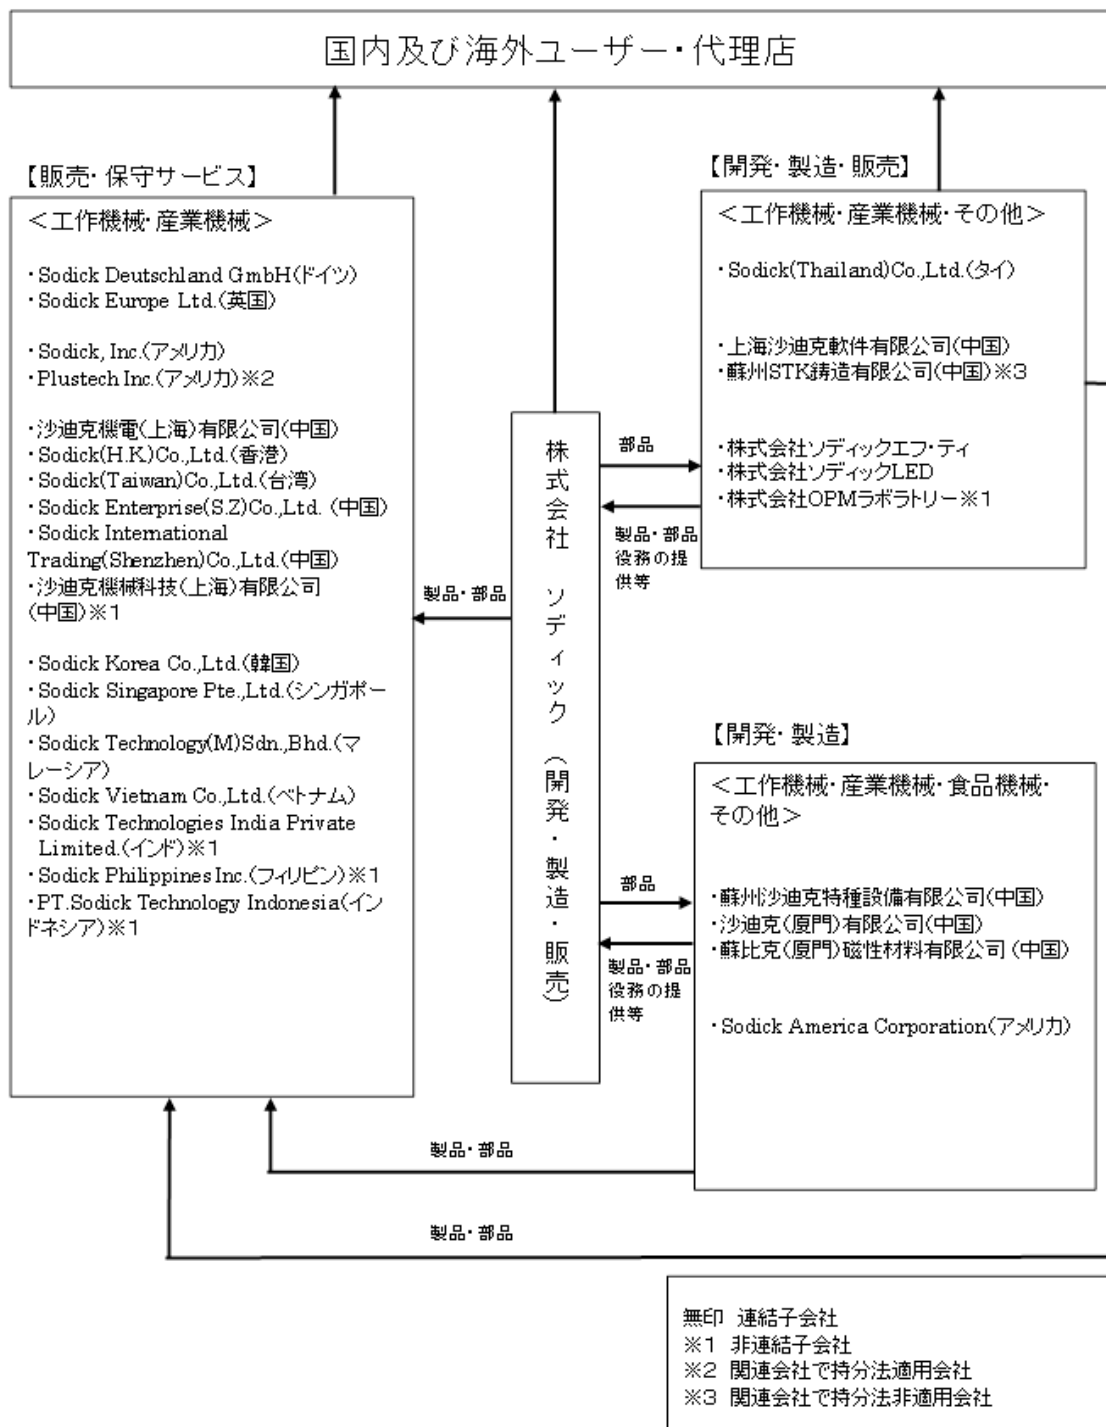 国内及び海外ユーザー・代理店
【販売・保守サービス】
＜工作機械・産業機械＞
・Sodick Deutschland GmbH(ドイツ)
・Sodick Europe Ltd.(英国)
・Sodick, Inc.(アメリカ)
・Plustech Inc.(アメリカ)※2
・沙迪克機電(上海)有限公司(中国)
・Sodick(H.K.)Co.,Ltd.(香港)
・Sodick(Taiwan)Co.,Ltd.(台湾)
・Sodick Enterprise(S.Z)Co.,Ltd. (中国)
・Sodick International
Trading(Shenzhen)Co.,Ltd.(中国)
・沙迪克機械科技(上海)有限公司
(中国)※1
・Sodick Korea Co.,Ltd.(韓国)
・Sodick Singapore Pte.,Ltd.(シンガポー
ル)
・Sodick Technology(M)Sdn.,Bhd.(マ
レーシア)
・Sodick Vietnam Co.,Ltd.(ベトナム)
・Sodick Technologies India Private
Limited.(インド)※1
・Sodick Philippines Inc.(フィリピン)※1
・PT.Sodick Technology Indonesia(イン
ドネシア)※1
製品・部品
株式会社 ソディック (開発・製造・販売)
部品
製品・部品
役務の提
供等
【開発・製造・販売】
＜工作機械・産業機械・その他＞
・Sodick(Thailand)Co.,Ltd.(タイ)
・上海沙迪克軟件有限公司(中国)
・蘇州STK鋳造有限公司(中国)※3
・株式会社ソディックエフ・ティ
・株式会社ソディックLED
・株式会社OPMラボラトリー※1
部品
製品・部品
役務の提
供等
【開発・製造】
＜工作機械・産業機械・食品機械・
その他＞
・蘇州沙迪克特種設備有限公司(中国)
・沙迪克(厦門)有限公司(中国)
・蘇比克(厦門)磁性材料有限公司 (中国)
・Sodick America Corporation(アメリカ)
製品・部品
製品・部品
無印 連結子会社
※1 非連結子会社
※2 関連会社で持分法適用会社
※3 関連会社で持分法非適用会社